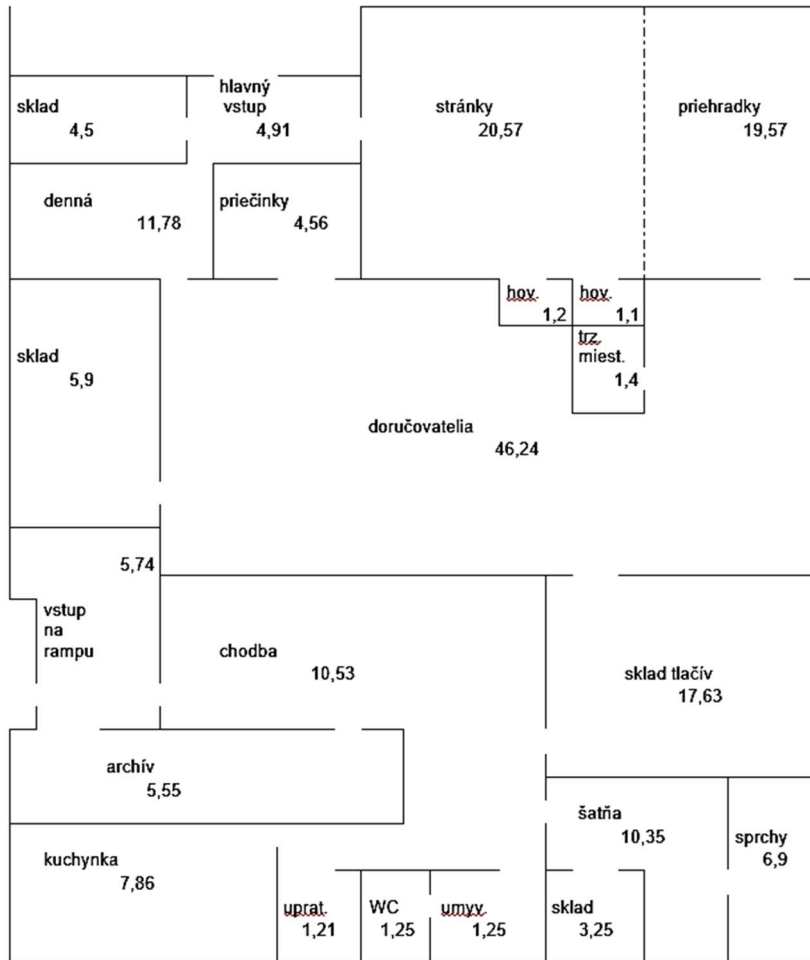 hlavný
sklad vstup stránky priehradky
4,5 4,91 20,57 19,57
denná priečinky
11,78 4,56
hov. hov.
1,2 1,1
trz.
sklad miest.
5,9 1,4
doručovatelia
46,24
5,74
vstup
na
rampu
chodba
10,53
sklad tlačív
17,63
archív
5,55
šatňa
10,35 sprchy
kuchynka 6,9
7,86
uprat. WC umyv. sklad
1,21 1,25 1,25 3,25